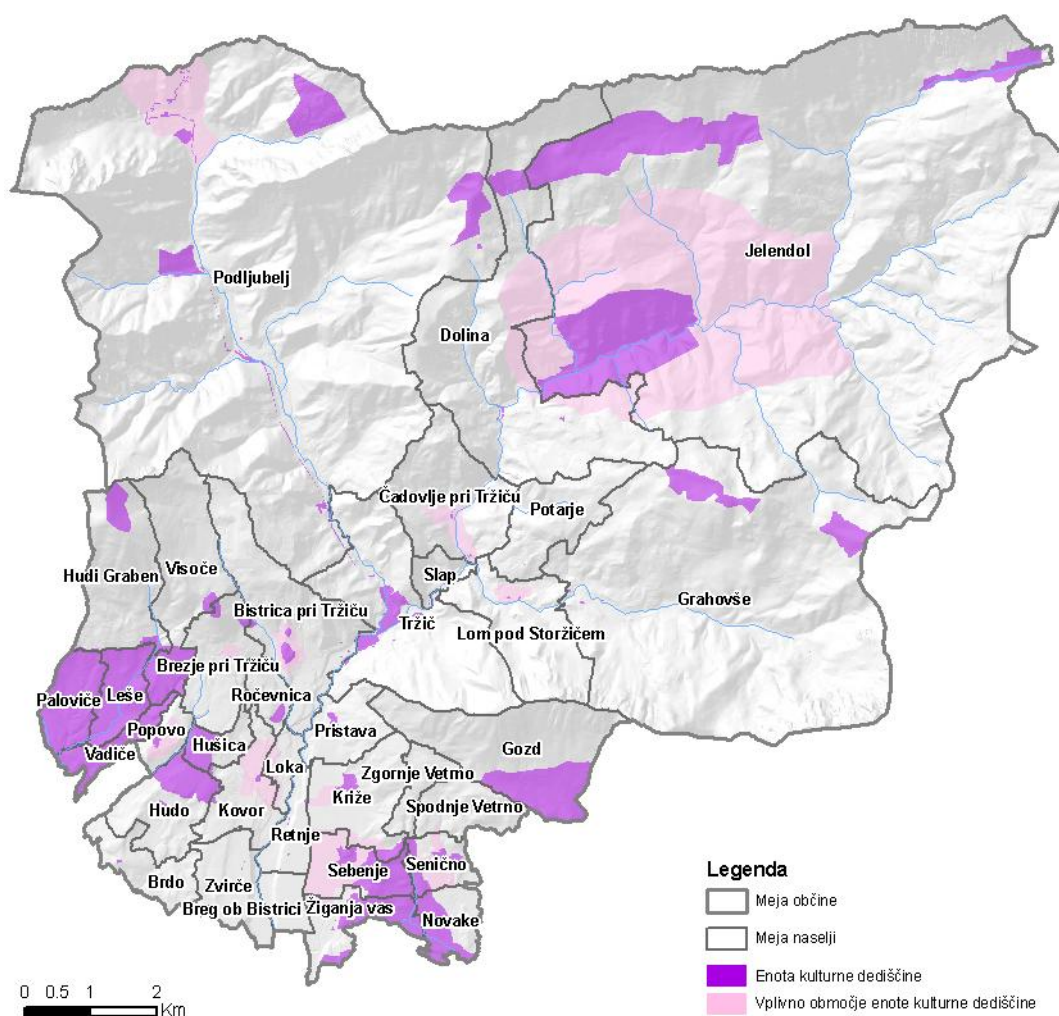 Jelendol
Podljubelj
Dolina
Čadovlje pri Tržiču
Potarje
Hudi Graben
Visoče
Slap
Bistrica pri Tržiču
Grahovše
Tržič
Lom pod Storžičem
Brezje pri Tržiču
Paloviče
Leše
Ročevnica
Popovo
Pristava
Vadiče
Hušica
Gozd
Loka
Zgornje Vetrno
Križe
Hudo
Kovor
Spodnje Vetrno
Retnje
Sebenje
Senično
Brdo
Zvirče
Breg ob Bistrici
Žiganja vas
Novake
Legenda
Meja občine
Meja naselji
Enota kulturne dediščine
Vplivno območje enote kulturne dediščine
0 0.5 1 2
Km